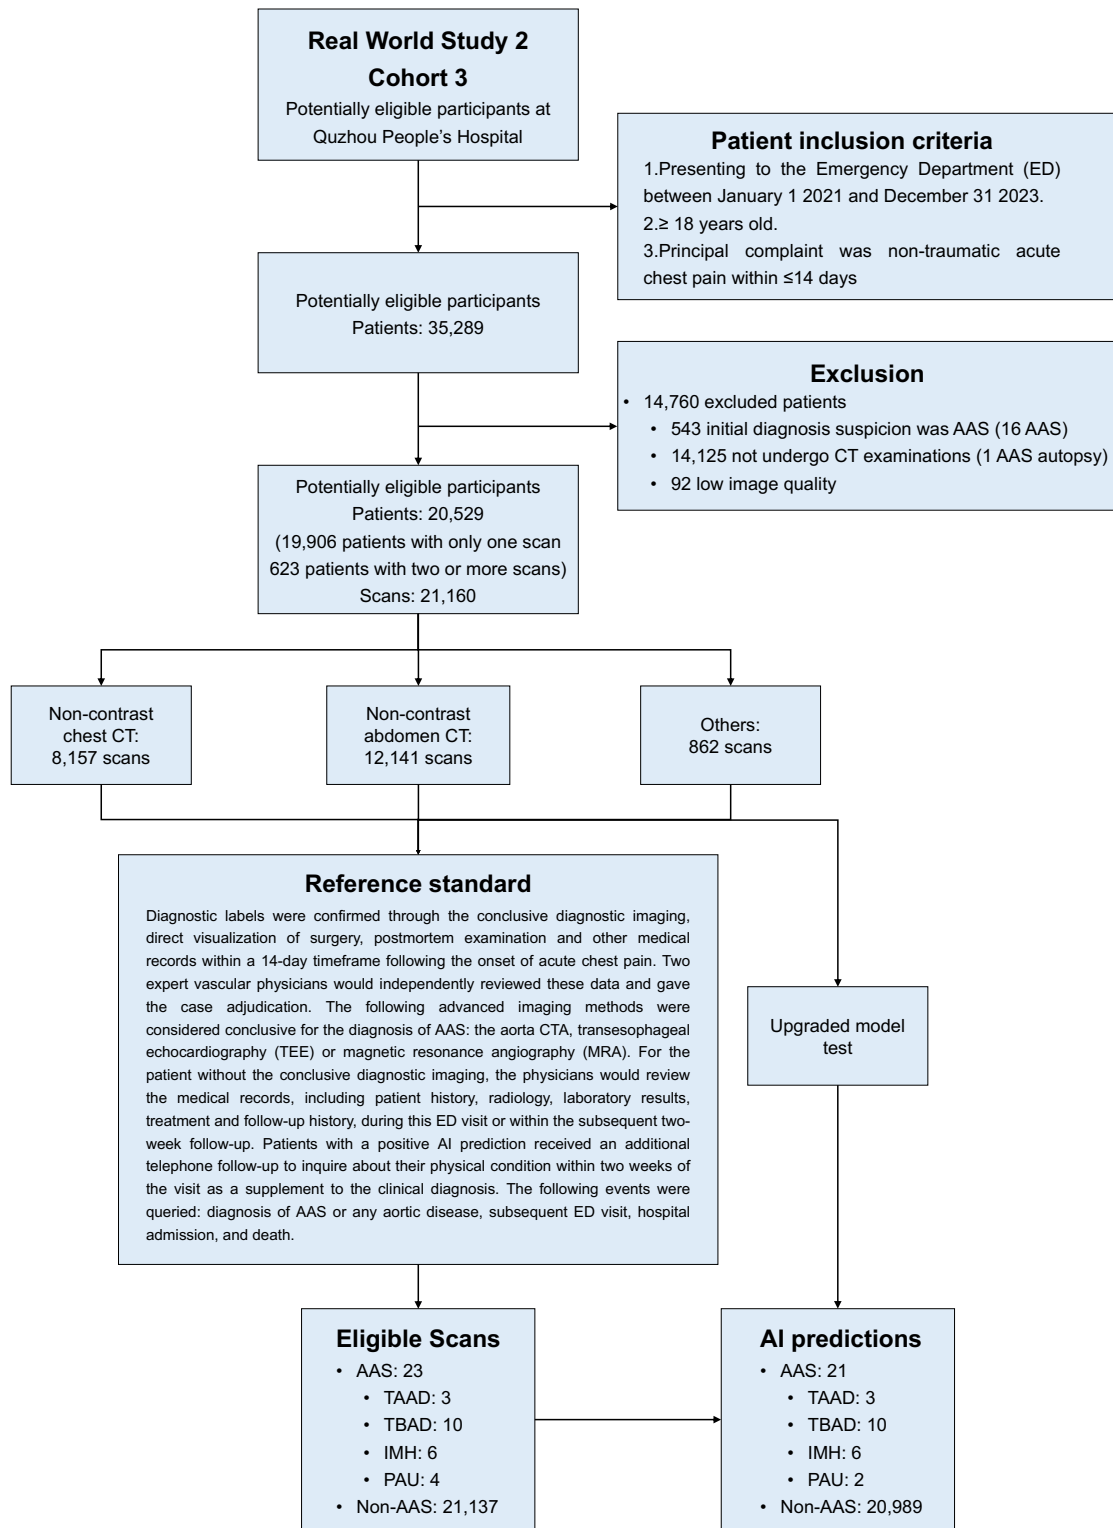 Real World Study 2
Cohort 3
Potentially eligible participants at
Quzhou People's Hospital
Patient inclusion criteria
1.Presenting to the Emergency Department (ED)
between January 1 2021 and December 31 2023.
2.≥ 18 years old.
3.Principal complaint was non-traumatic acute
chest pain within ≤14 days
Potentially eligible participants
Patients: 35,289
Exclusion
• 14,760 excluded patients
• 543 initial diagnosis suspicion was AAS (16 AAS)
• 14,125 not undergo CT examinations (1 AAS autopsy)
• 92 low image quality
Potentially eligible participants
Patients: 20,529
(19,906 patients with only one scan
623 patients with two or more scans)
Scans: 21,160
Non-contrast
chest CT:
8,157 scans
Non-contrast
abdomen CT:
12,141 scans
Others:
862 scans
Reference standard
Diagnostic labels were confirmed through the conclusive diagnostic imaging,
direct visualization of surgery, postmortem examination and other medical
records within a 14-day timeframe following the onset of acute chest pain. Two
expert vascular physicians would independently reviewed these data and gave
the case adjudication. The following advanced imaging methods were
considered conclusive for the diagnosis of AAS: the aorta CTA, transesophageal
echocardiography (TEE) or magnetic resonance angiography (MRA). For the
patient without the conclusive diagnostic imaging, the physicians would review
the medical records, including patient history, radiology, laboratory results,
treatment and follow-up history, during this ED visit or within the subsequent two-
week follow-up. Patients with a positive AI prediction received an additional
telephone follow-up to inquire about their physical condition within two weeks of
the visit as a supplement to the clinical diagnosis. The following events were
queried: diagnosis of AAS or any aortic disease, subsequent ED visit, hospital
admission, and death.
Upgraded model
test
Eligible Scans
• AAS: 23
• TAAD: 3
• TBAD: 10
• IMH: 6
• PAU: 4
• Non-AAS: 21,137
AI predictions
• AAS: 21
• TAAD: 3
• TBAD: 10
• IMH: 6
• PAU: 2
• Non-AAS: 20,989